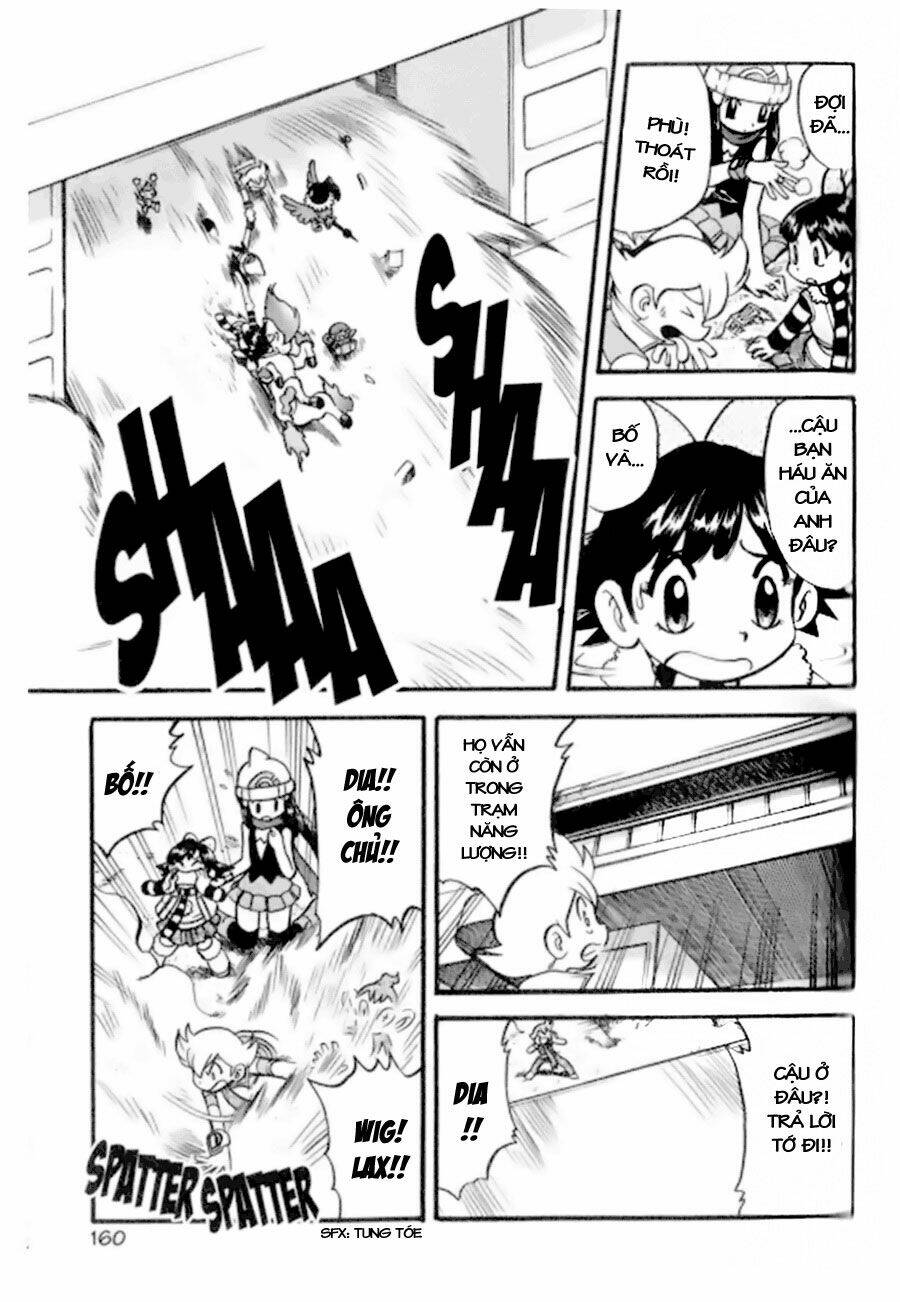 ĐỢI
ĐÃ...
PHÙ!
THOÁT
RỒI!
SHAA
SHAAAA
...CẬU
BẠN
HÁU ĂN
CỦA
ANH
ĐÂU?
BỐ
VÀ...
HỌ VẪN
CÒN Ở
TRONG
TRẠM
NĂNG
LƯỢNG!!
CẬU Ở
ĐÂU?!
TRẢ LỜI
TỚ ĐI!!
DIA
!!
DIA!!
ÔNG
CHỦ!!
BỐ!!
WIG!
LAX!!
SPATTER SPATTER
SFX: TUNG TÓE
160